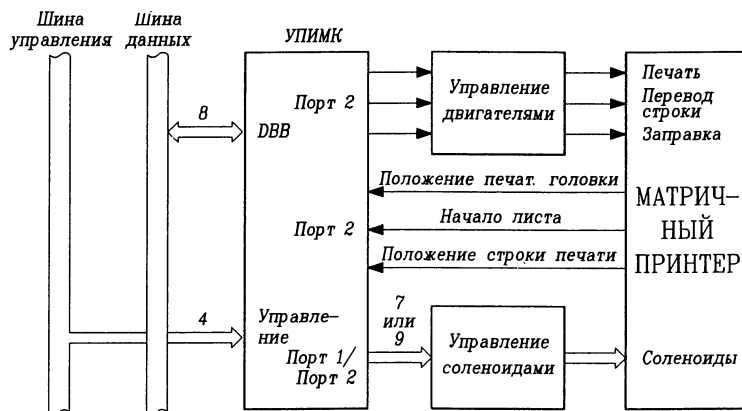 Шина
управления
Шина
данных
УПИМК
8
Порт 2
DBB
Управление
двигателями
Печать
Перевод
строки
Заправка
Положение печат. головки
Начало листа
Порт 2
Положение строки печати
МАТРИЧ-
НЫЙ
ПРИНТЕР
4
Управле-
ние
Порт 1/
Порт 2
7
или
9
Управление
соленоидами
Соленоиды